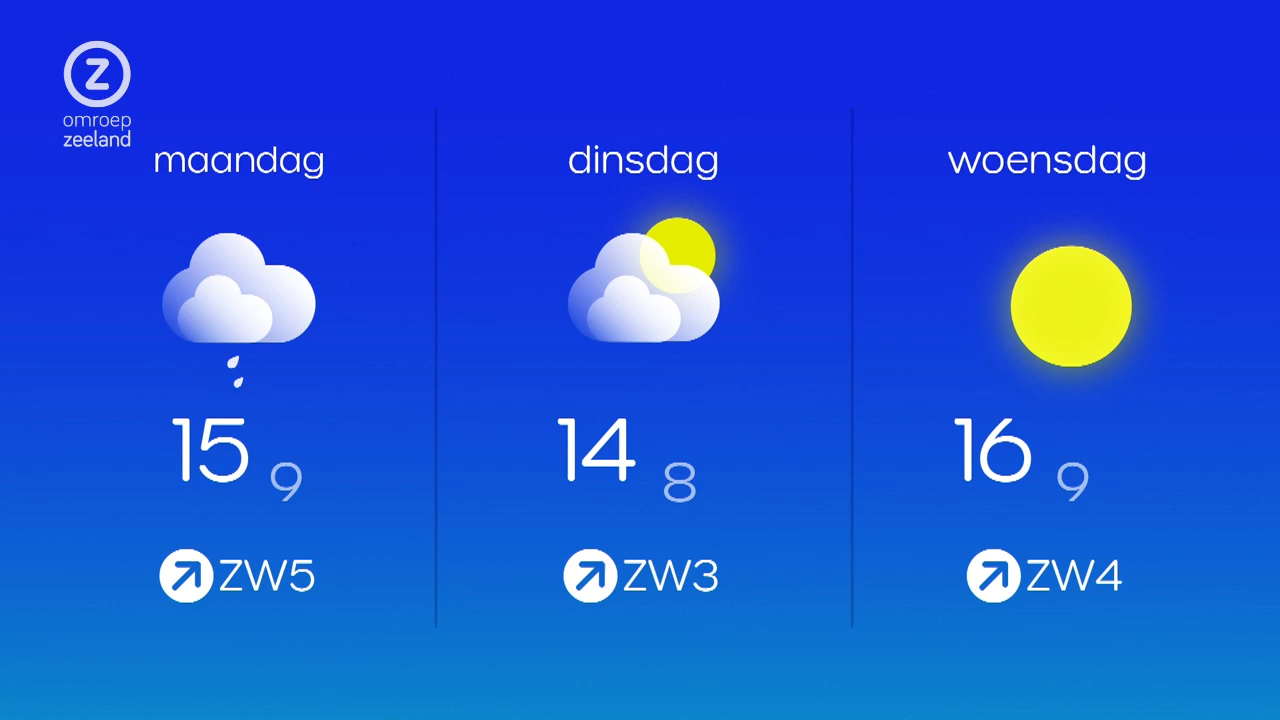 Z
omroep
zeeland
maandag
15 9
ZW5
dinsdag
14 8
ZW3
woensdag
16 9
ZW4